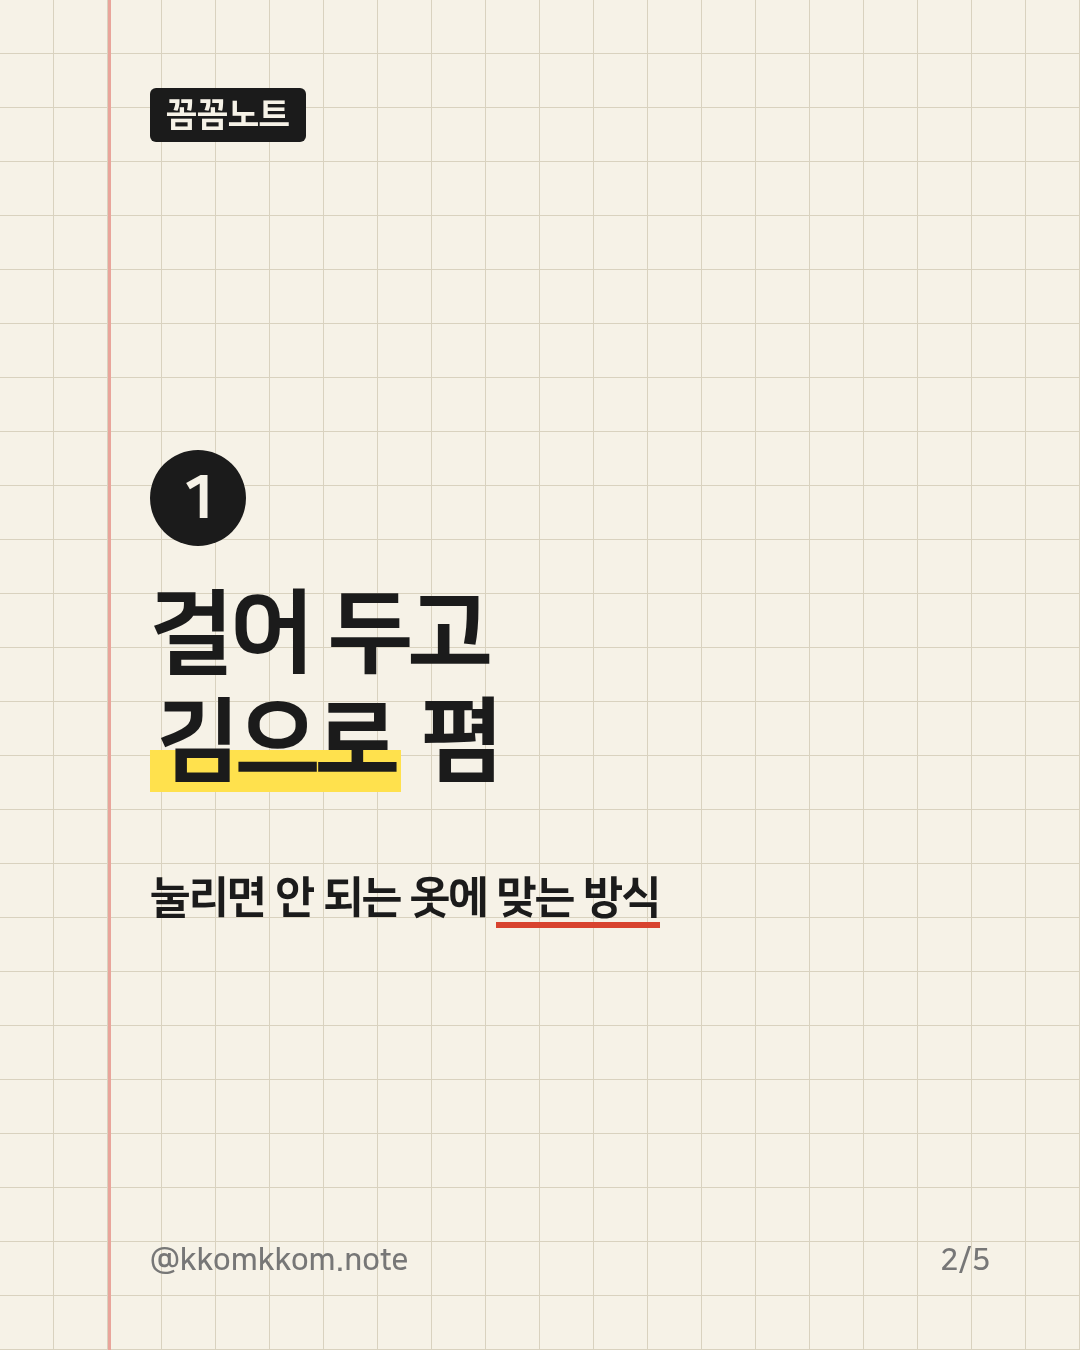 꼼꼼노트
1
걸어 두고
김으로 폄
눌리면 안 되는 옷에 맞는 방식
@kkomkkom.note
2/5